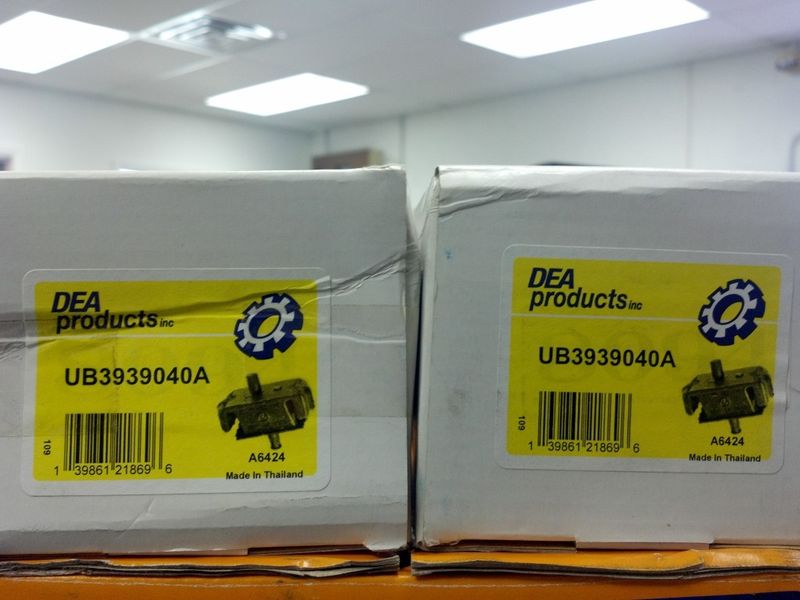 DEA
products inc
UB3939040A
109
1 39861 21869 6
A6424
Made In Thailand
DEA
products inc
UB3939040A
109
1 39861 21869 6
A6424
Made In Thailand